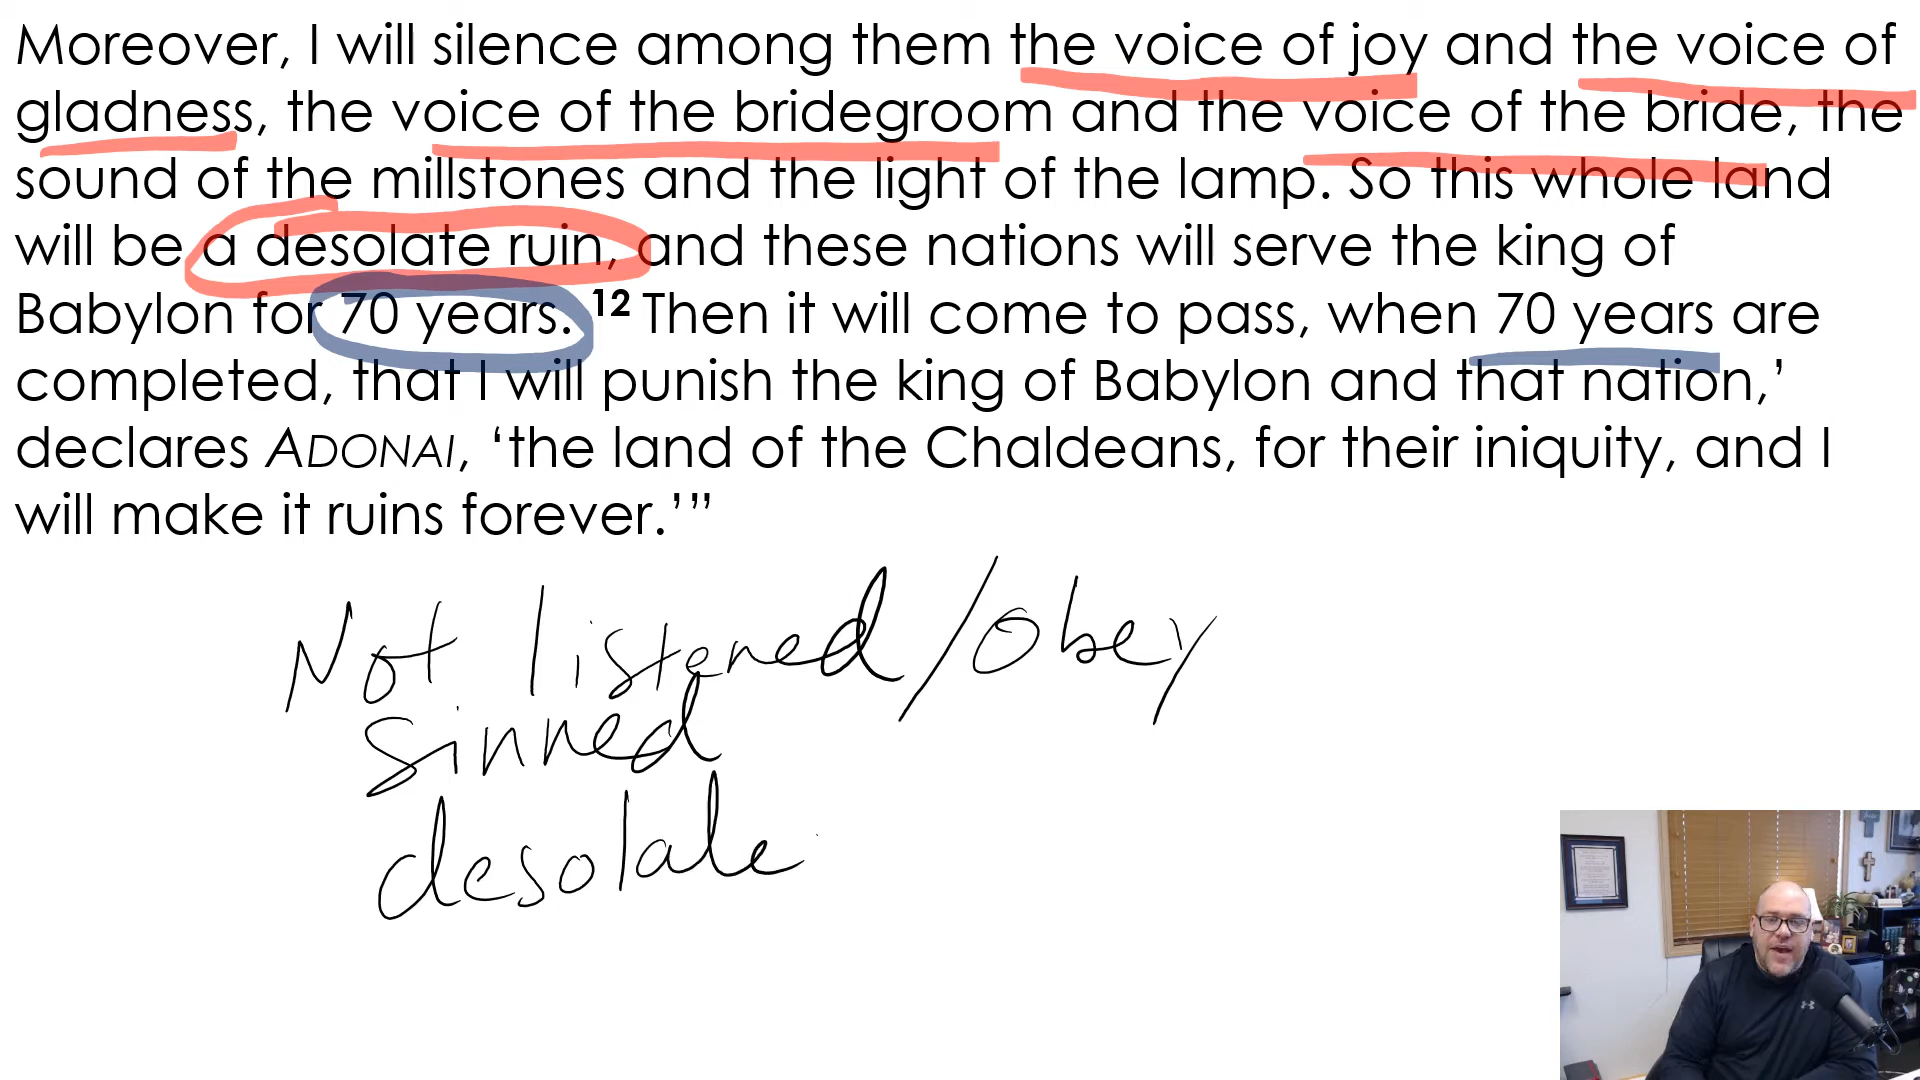 Moreover, I will silence among them the voice of joy and the voice of
gladness, the voice of the bridegroom and the voice of the bride, the
sound of the millstones and the light of the lamp. So this whole land
will be a desolate ruin, and these nations will serve the king of
Babylon for 70 years. 12 Then it will come to pass, when 70 years are
completed, that I will punish the king of Babylon and that nation,’
declares ADONAI, ‘the land of the Chaldeans, for their iniquity, and I
will make it ruins forever.’”
Not listened/obey
sinned
desolate